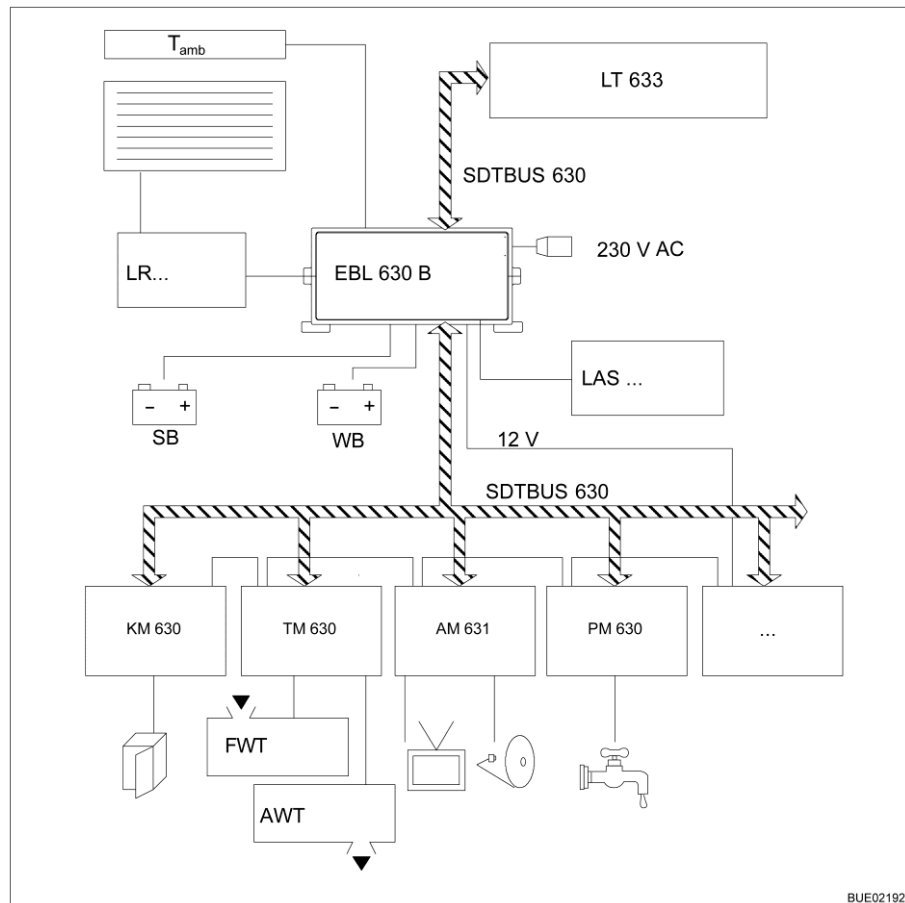 Tamb
LT 633
SDTBUS 630
230 V AC
LR...
EBL 630 B
LAS ...
- +
SB
- +
WB
12 V
SDTBUS 630
KM 630
TM 630
AM 631
PM 630
...
FWT
AWT
BUE02192